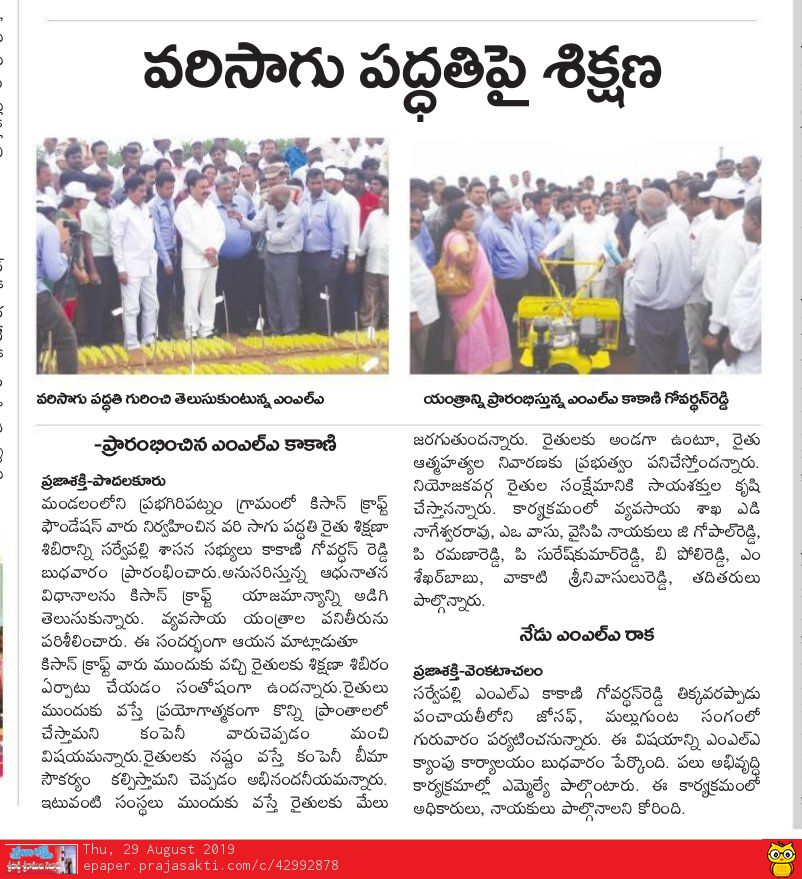 వరిసాగు పద్ధతిపై శిక్షణ
వరిసాగు పద్ధతి గురించి తెలుసుకుంటున్న ఎంఎల్ఎ
యంత్రాన్ని ప్రారంభిస్తున్న ఎంఎల్ఎ కాకాణి గోవర్థన్‌రెడ్డి
-ప్రారంభించిన ఎంఎల్ఎ కాకాణి
ప్రజాశక్తి-పొదలకూరు
మండలంలోని ప్రభగిరిపట్నం గ్రామంలో కిసాన్ క్రాఫ్ట్
ఫౌండేషన్ వారు నిర్వహించిన వరి సాగు పద్ధతి రైతు శిక్షణా
శిబిరాన్ని సర్వేపల్లి శాసన సభ్యులు కాకాణి గోవర్ధన్ రెడ్డి
బుధవారం ప్రారంభించారు.అనుసరిస్తున్న ఆధునాతన
విధానాలను కిసాన్ క్రాఫ్ట్ యాజమాన్యాన్ని అడిగి
తెలుసుకున్నారు. వ్యవసాయ యంత్రాల పనితీరును
పరిశీలించారు. ఈ సందర్భంగా ఆయన మాట్లాడుతూ
కిసాన్ క్రాఫ్ట్ వారు ముందుకు వచ్చి రైతులకు శిక్షణా శిబిరం
ఏర్పాటు చేయడం సంతోషంగా ఉందన్నారు.రైతులు
ముందుకు వస్తే ప్రయోగాత్మకంగా కొన్ని ప్రాంతాలలో
చేస్తామని కంపెనీ వారుచెప్పడం మంచి
విషయమన్నారు.రైతులకు నష్టం వస్తే కంపెనీ బీమా
సౌకర్యం కల్పిస్తామని చెప్పడం అభినందనీయమన్నారు.
ఇటువంటి సంస్థలు ముందుకు వస్తే రైతులకు మేలు
జరగుతుందన్నారు. రైతులకు అండగా ఉంటూ, రైతు
ఆత్మహత్యల నివారణకు ప్రభుత్వం పనిచేస్తోందన్నారు.
నియోజకవర్గ రైతుల సంక్షేమానికి సాయశక్తుల కృషి
చేస్తానన్నారు. కార్యక్రమంలో వ్యవసాయ శాఖ ఎడి
నాగేశ్వరరావు, ఎఒ వాసు, వైసిపి నాయకులు జి గోపాల్‌రెడ్డి,
పి రమణారెడ్డి, పి సురేష్‌కుమార్‌రెడ్డి, బి పోలిరెడ్డి, ఎం
శేఖర్‌బాబు, వాకాటి శ్రీనివాసులురెడ్డి, తదితరులు
పాల్గొన్నారు.
నేడు ఎంఎల్ఎ రాక
ప్రజాశక్తి-వెంకటాచలం
సర్వేపల్లి ఎంఎల్ఎ కాకాణి గోవర్థన్‌రెడ్డి తిక్కవరప్పాడు
పంచాయతీలోని జోసఫ్, మల్లుగుంట సంగంలో
గురువారం పర్యటించనున్నారు. ఈ విషయాన్ని ఎంఎల్ఎ
క్యాంపు కార్యాలయం బుధవారం పేర్కొంది. పలు అభివృద్ధి
కార్యక్రమాల్లో ఎమ్మెల్యే పాల్గొంటారు. ఈ కార్యక్రమంలో
అధికారులు, నాయకులు పాల్గొనాలని కోరింది.
ప్రజాశక్తి
Thu, 29 August 2019
epaper.prajasakti.com/c/42992878